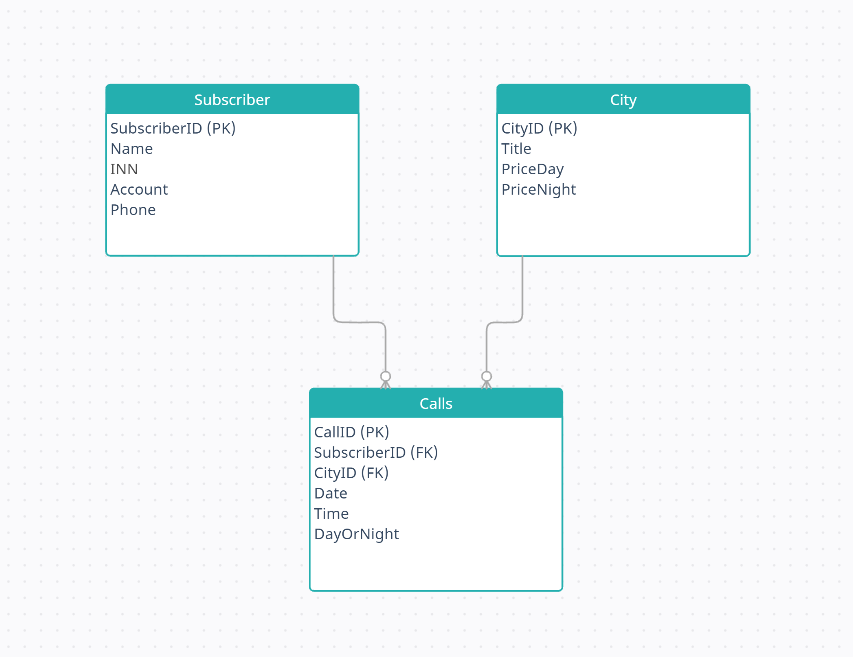 Subscriber
SubscriberID (PK)
Name
INN
Account
Phone
City
CityID (PK)
Title
PriceDay
PriceNight
Calls
CallID (PK)
SubscriberID (FK)
CityID (FK)
Date
Time
DayOrNight